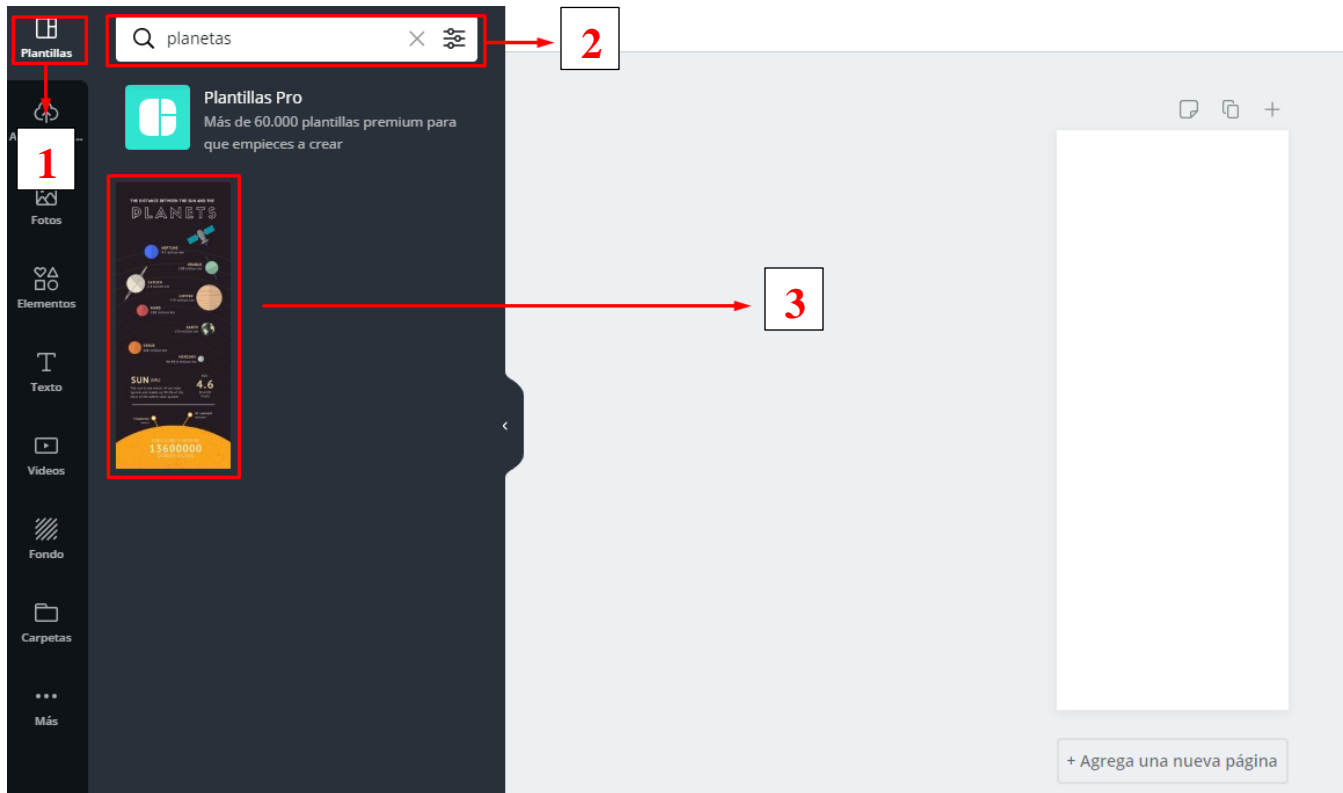 Plantillas
planetas
2
Plantillas Pro
Más de 60.000 plantillas premium para
que empieces a crear
1
Fotos
Elementos
Texto
Videos
Fondo
Carpetas
Más
THE DISTANCE BETWEEN THE SUN AND THE
PLANETS
NEPTUNE
URANUS
SATURN
JUPITER
MARS
EARTH
VENUS
MERCURY
SUN
4.6
13600000
3
+ Agrega una nueva página